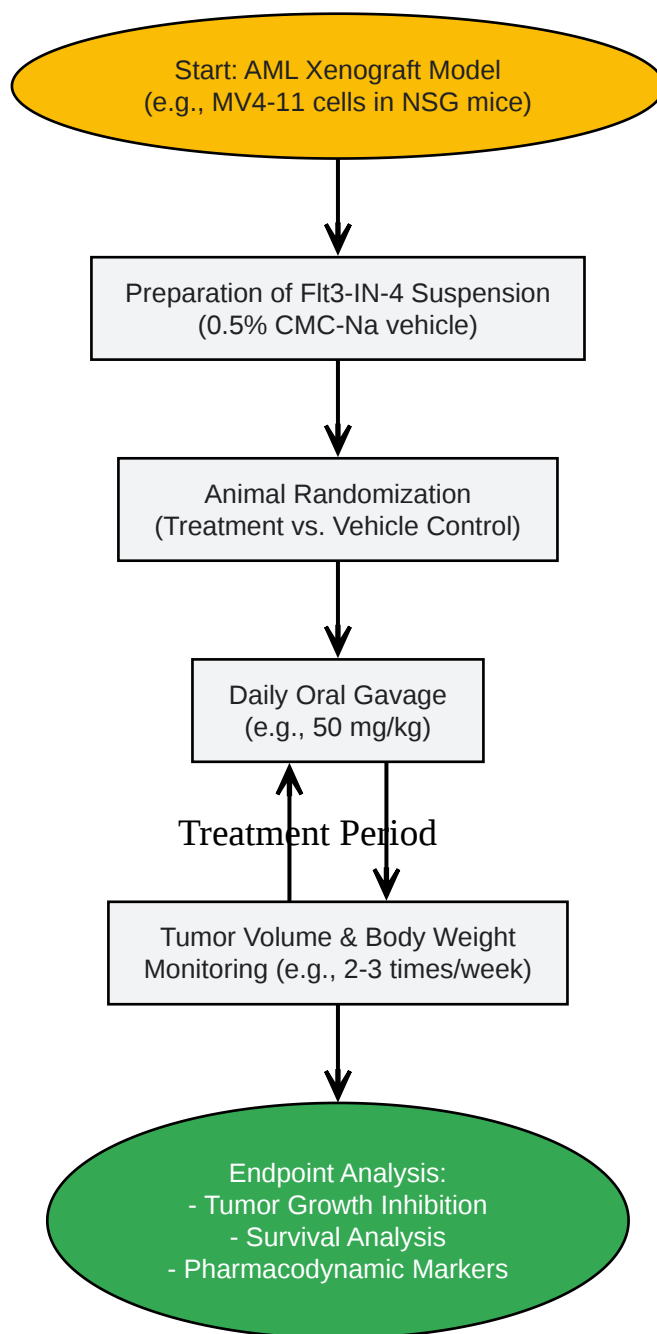 Start: AML Xenograft Model
(e.g., MV4-11 cells in NSG mice)
Preparation of Flt3-IN-4 Suspension
(0.5% CMC-Na vehicle)
Animal Randomization
(Treatment vs. Vehicle Control)
Daily Oral Gavage
(e.g., 50 mg/kg)
Treatment Period
Tumor Volume & Body Weight
Monitoring (e.g., 2-3 times/week)
Endpoint Analysis:
- Tumor Growth Inhibition
- Survival Analysis
- Pharmacodynamic Markers